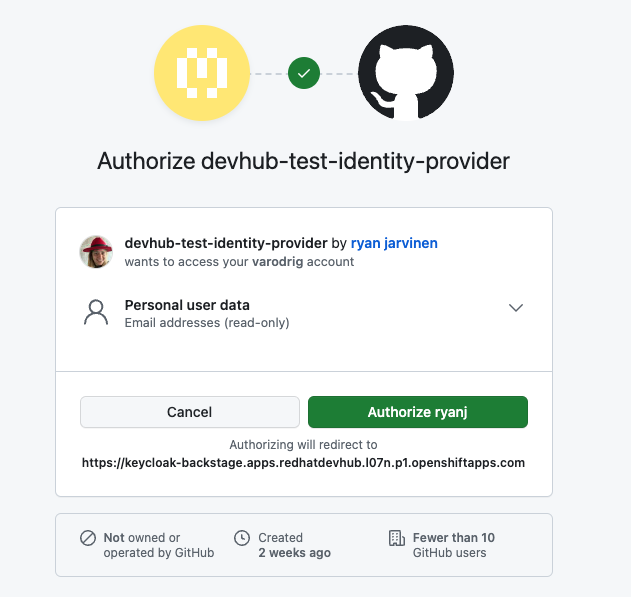 Authorize devhub-test-identity-provider
devhub-test-identity-provider by ryan jarvinen
wants to access your varodrig account
Personal user data
Email addresses (read-only)
Cancel
Authorize ryanj
Authorizing will redirect to
https://keycloak-backstage.apps.redhatdevhub.l07n.p1.openshiftapps.com
Not owned or
operated by GitHub
Created
2 weeks ago
Fewer than 10
GitHub users